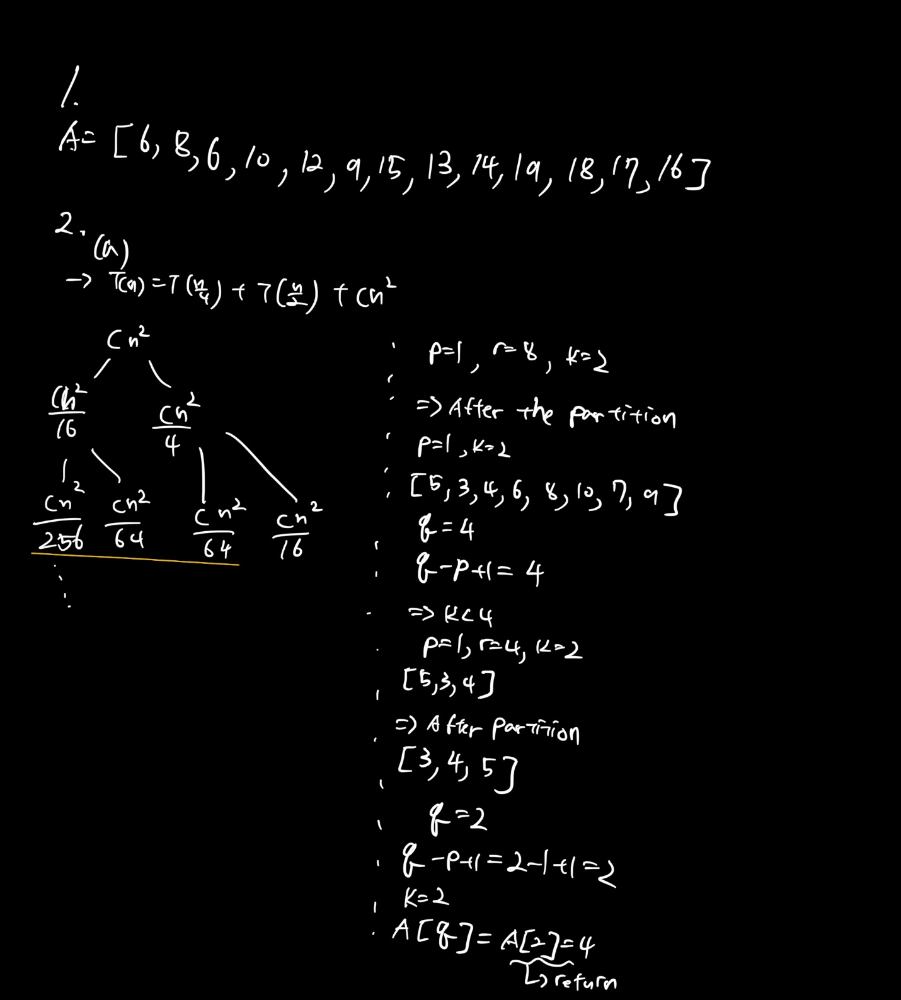 1.
A= [6, 8, 6, 10, 12, 9, 15, 13, 14, 19, 18, 17, 16]
2. (a)
→ T(n) = T(n/4) + T(n/2) + cn²
cn²
cn²/16 cn²/4
cn²/256 cn²/64 cn²/64 cn²/16
p=1, r=8, k=2
=> After the partition
p=1, k=2
[5, 3, 4, 6, 8, 10, 7, 9]
q = 4
q-p+1 = 4
=> k<4
p=1, r=4, k=2
[5,3,4]
=> After partition
[3, 4, 5]
q=2
q-p+1 = 2-1+1 = 2
k=2
A[q] = A[2] = 4
↳ return